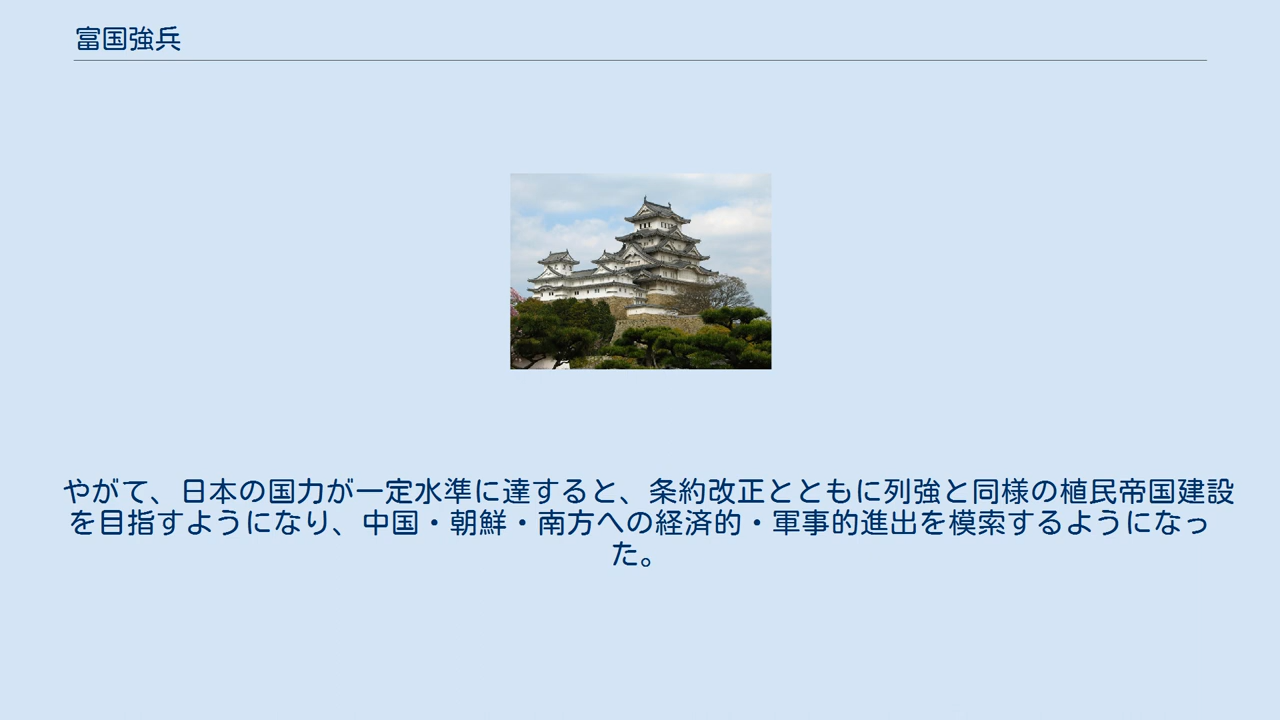 富国強兵
やがて、日本の国力が一定水準に達すると、条約改正とともに列強と同様の植民帝国建設
を目指すようになり、中国・朝鮮・南方への経済的・軍事的進出を模索するようになっ
た。